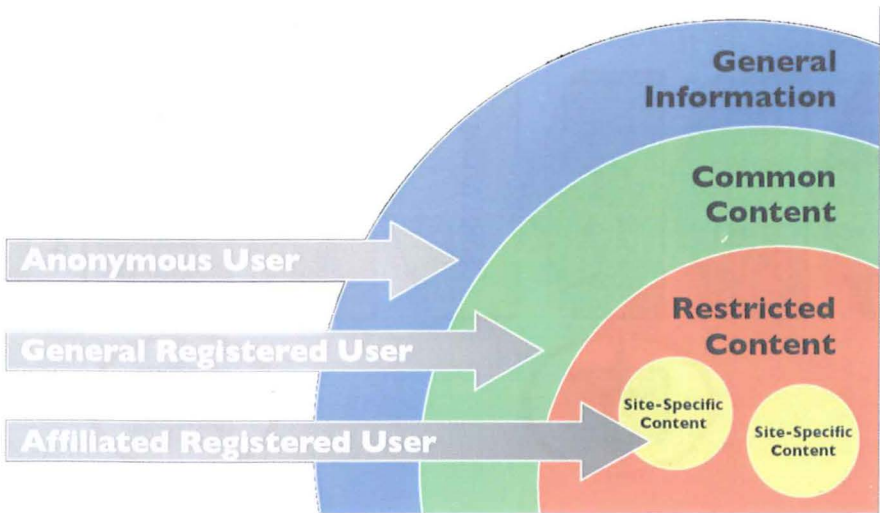 General
Information
Common
Content
Anonymous User
Restricted
Content
General Registered User
Site-Specific
Content
Site-Specific
Content
Affiliated Registered User